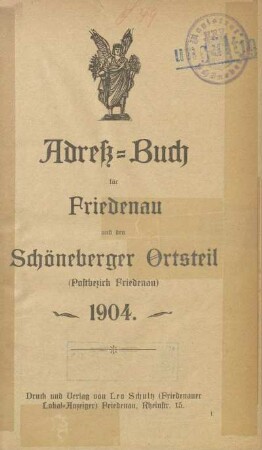 Adreß=Buch
für
Friedenau
und den
Schöneberger Ortsteil
(Postbezirk Friedenau)
1904.
Druck und Verlag von Leo Schultz (Friedenauer
Lokal-Anzeiger) Friedenau, Rheinstr. 15.
1